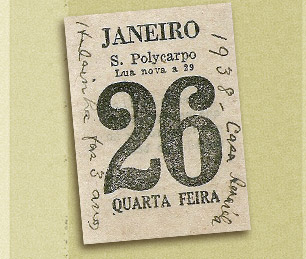 JANEIRO
S. Polycarpo
Lua nova a 29
26
QUARTA FEIRA
1938 - Casa
faz 3 anos